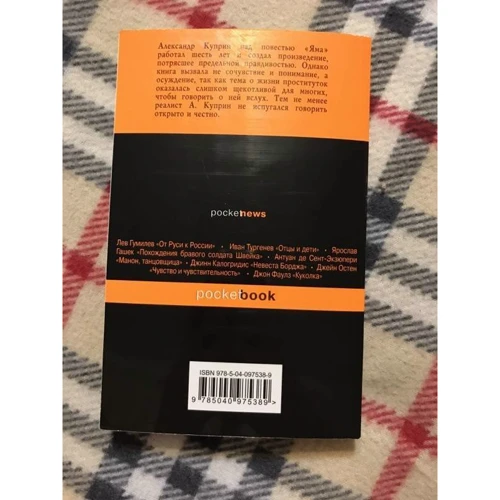 Александр Куприн над повестью «Яма»
работал шесть лет и создал произведение,
потрясшее предельной правдивостью. Однако
книга вызвала не сочувствие и понимание, а
осуждение, так как тема о жизни проституток
оказалась слишком щекотливой для многих,
чтобы говорить о ней вслух. Тем не менее
реалист А. Куприн не испугался говорить
открыто и честно.
pocketnews
Лев Гумилев «От Руси к России» • Иван Тургенев «Отцы и дети» • Ярослав
Гашек «Похождения бравого солдата Швейка» • Антуан де Сент-Экзюпери
«Манон, танцовщица» • Джинн Калогридис «Невеста Борджа» • Джейн Остен
«Чувство и чувствительность» • Джон Фаулз «Куколка»
pocketbook
ISBN 978-5-04-097538-9
9 785040 975389 >